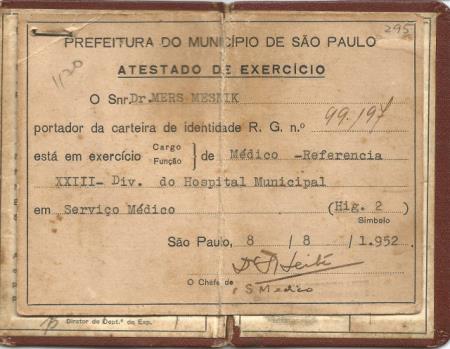 295
PREFEITURA DO MUNICÍPIO DE SÃO PAULO
1120
ATESTADO DE EXERCÍCIO
O Snr. Dr. MERS MESNIK
portador da carteira de identidade R. G. n.º 99.197
está em exercício Cargo Função } de Médico -Referencia
XXIII- Div. do Hospital Municipal
em Serviço Médico (Hig. 2)
Símbolo
São Paulo, 8 / 8 / 1.952.
O Chefe de
S Medico
Diretor de Dept.º de Exp.